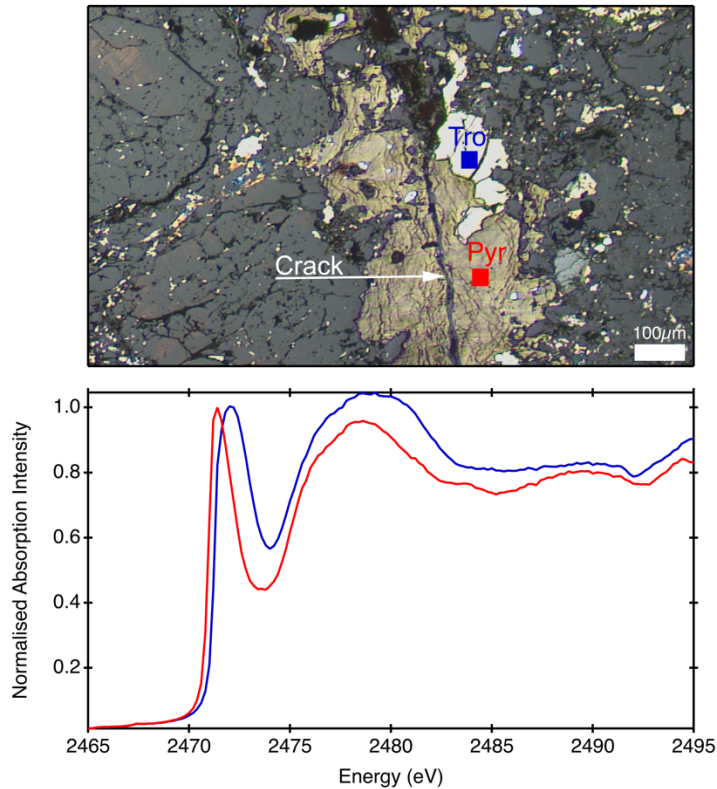 Tro
Pyr
Crack
100µm
Normalised Absorption Intensity
1.0
0.8
0.6
0.4
0.2
2465 2470 2475 2480 2485 2490 2495
Energy (eV)